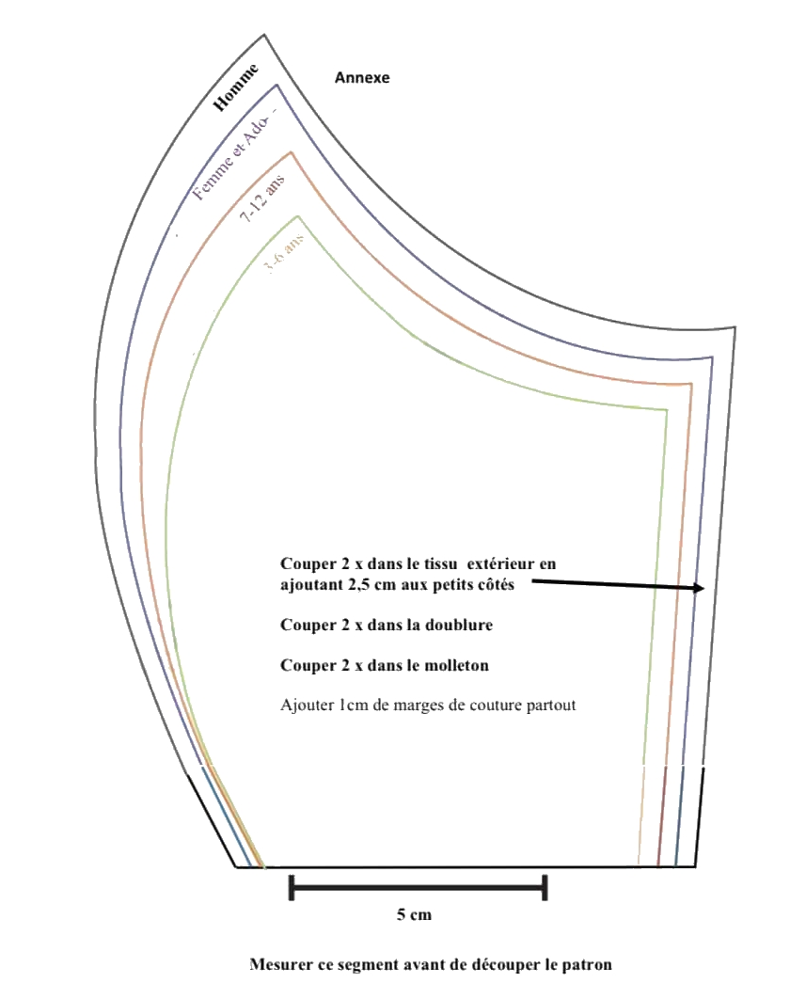 Annexe
Homme
Femme et Ado
7-12 ans
3-6 ans
Couper 2 x dans le tissu extérieur en
ajoutant 2,5 cm aux petits côtés
Couper 2 x dans la doublure
Couper 2 x dans le molleton
Ajouter 1cm de marges de couture partout
5 cm
Mesurer ce segment avant de découper le patron